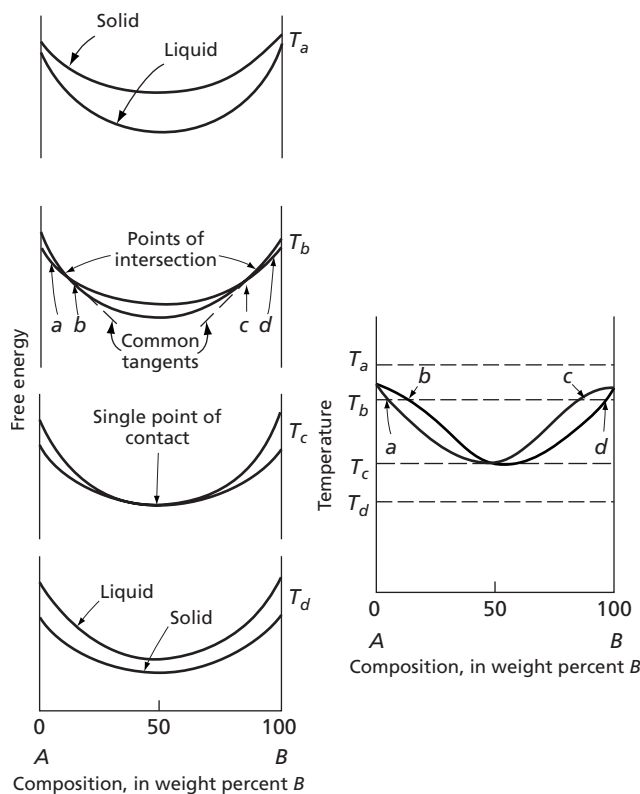 Solid
Liquid
T_a
Points of
intersection
T_b
a b c d
Common
tangents
Free energy
Single point of
contact
T_c
Liquid
Solid
T_d
0 50 100
A B
Composition, in weight percent B
T_a
b c
T_b
a d
T_c
Temperature
T_d
0 50 100
A B
Composition, in weight percent B